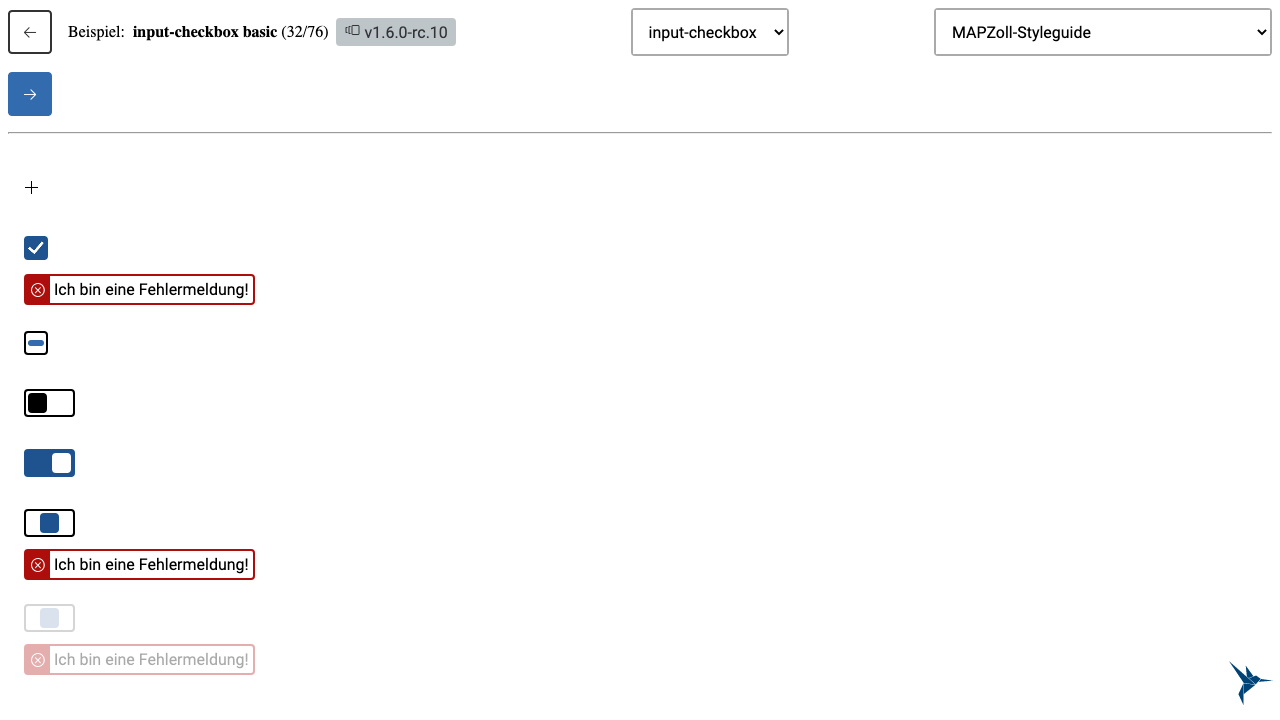 Beispiel: input-checkbox basic (32/76) v1.6.0-rc.10 input-checkbox MAPZoll-Styleguide
Ich bin eine Fehlermeldung!
Ich bin eine Fehlermeldung!
Ich bin eine Fehlermeldung!